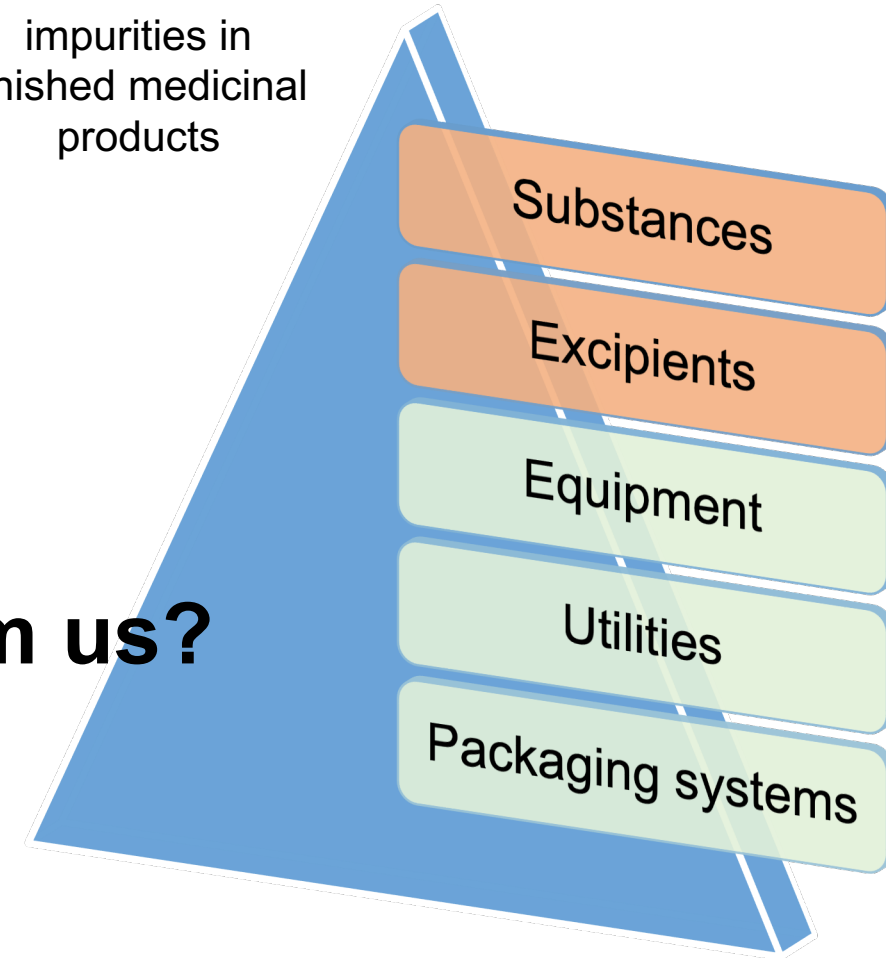 impurities in
nished medicinal
products
Substances
Excipients
Equipment
Utilities
m us?
Packaging systems